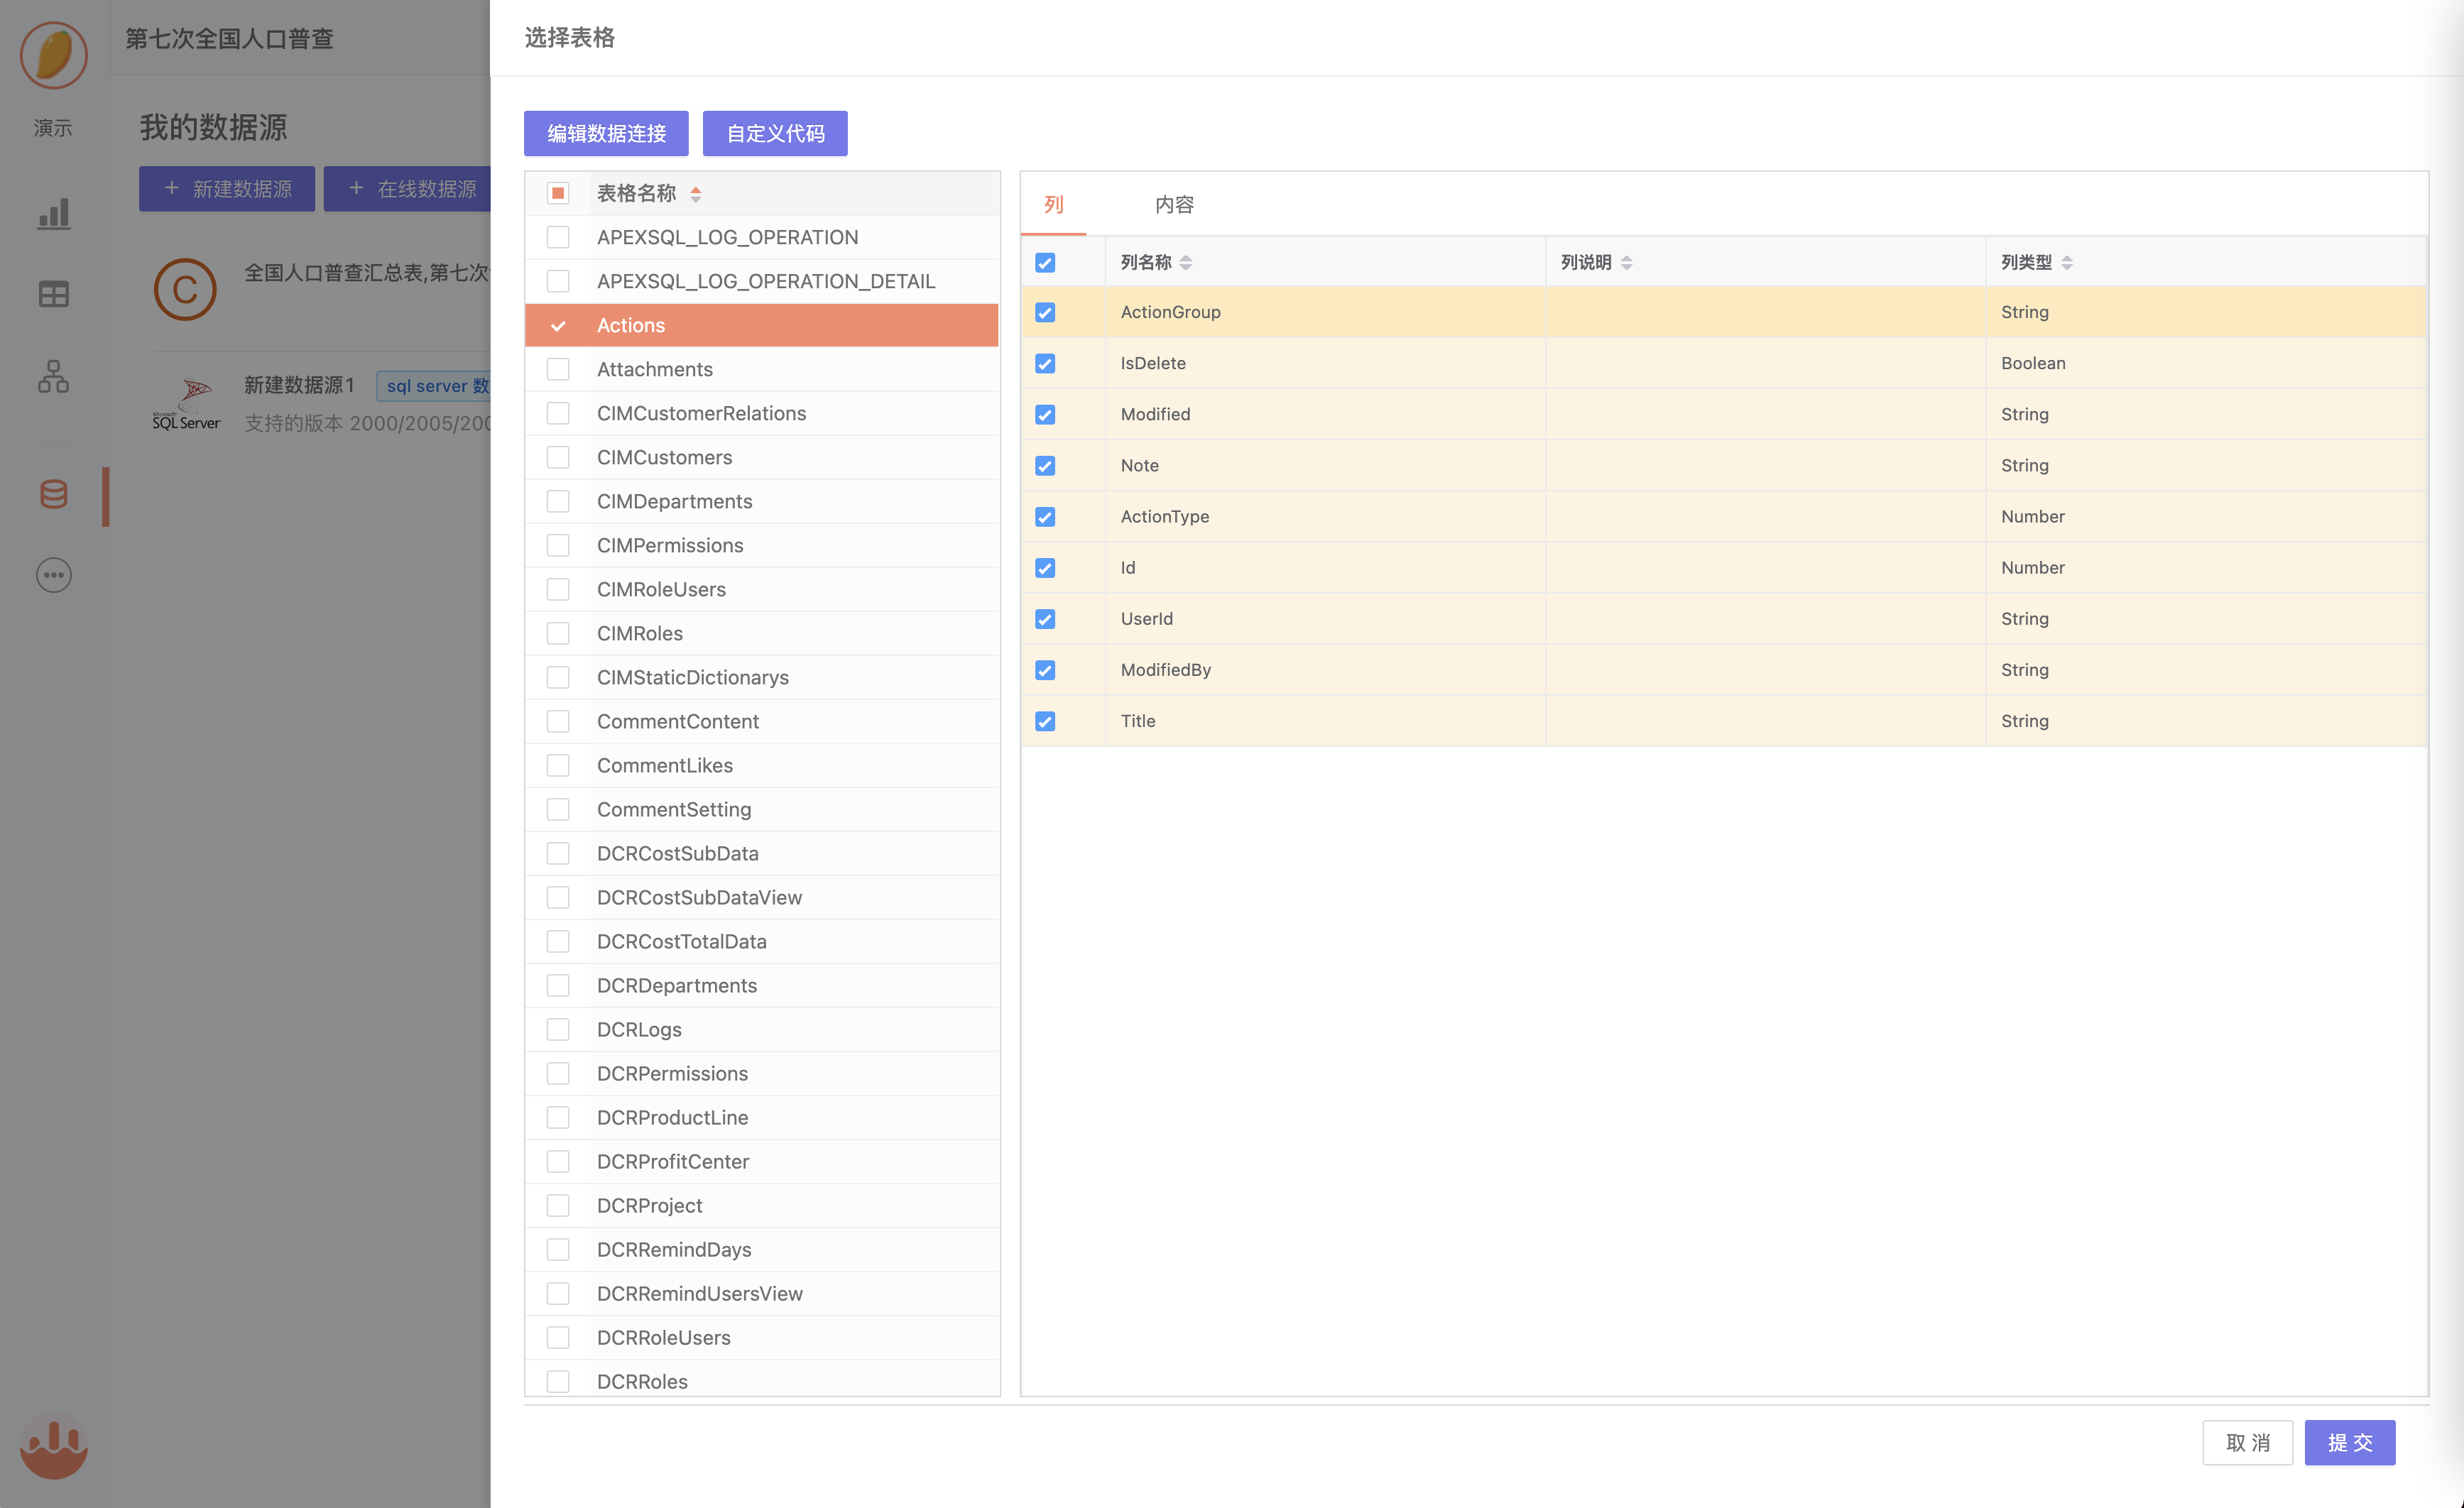 第七次全国人口普查
演示
我的数据源
+ 新建数据源
+ 在线数据源
C
全国人口普查汇总表,第七次
Microsoft
SQL Server
新建数据源1
sql server 数
支持的版本 2000/2005/200
选择表格
编辑数据连接
自定义代码
表格名称
APEXSQL_LOG_OPERATION
APEXSQL_LOG_OPERATION_DETAIL
Actions
Attachments
CIMCustomerRelations
CIMCustomers
CIMDepartments
CIMPermissions
CIMRoleUsers
CIMRoles
CIMStaticDictionarys
CommentContent
CommentLikes
CommentSetting
DCRCostSubData
DCRCostSubDataView
DCRCostTotalData
DCRDepartments
DCRLogs
DCRPermissions
DCRProductLine
DCRProfitCenter
DCRProject
DCRRemindDays
DCRRemindUsersView
DCRRoleUsers
DCRRoles
列 内容
列名称 列说明 列类型
ActionGroup String
IsDelete Boolean
Modified String
Note String
ActionType Number
Id Number
UserId String
ModifiedBy String
Title String
取 消
提 交